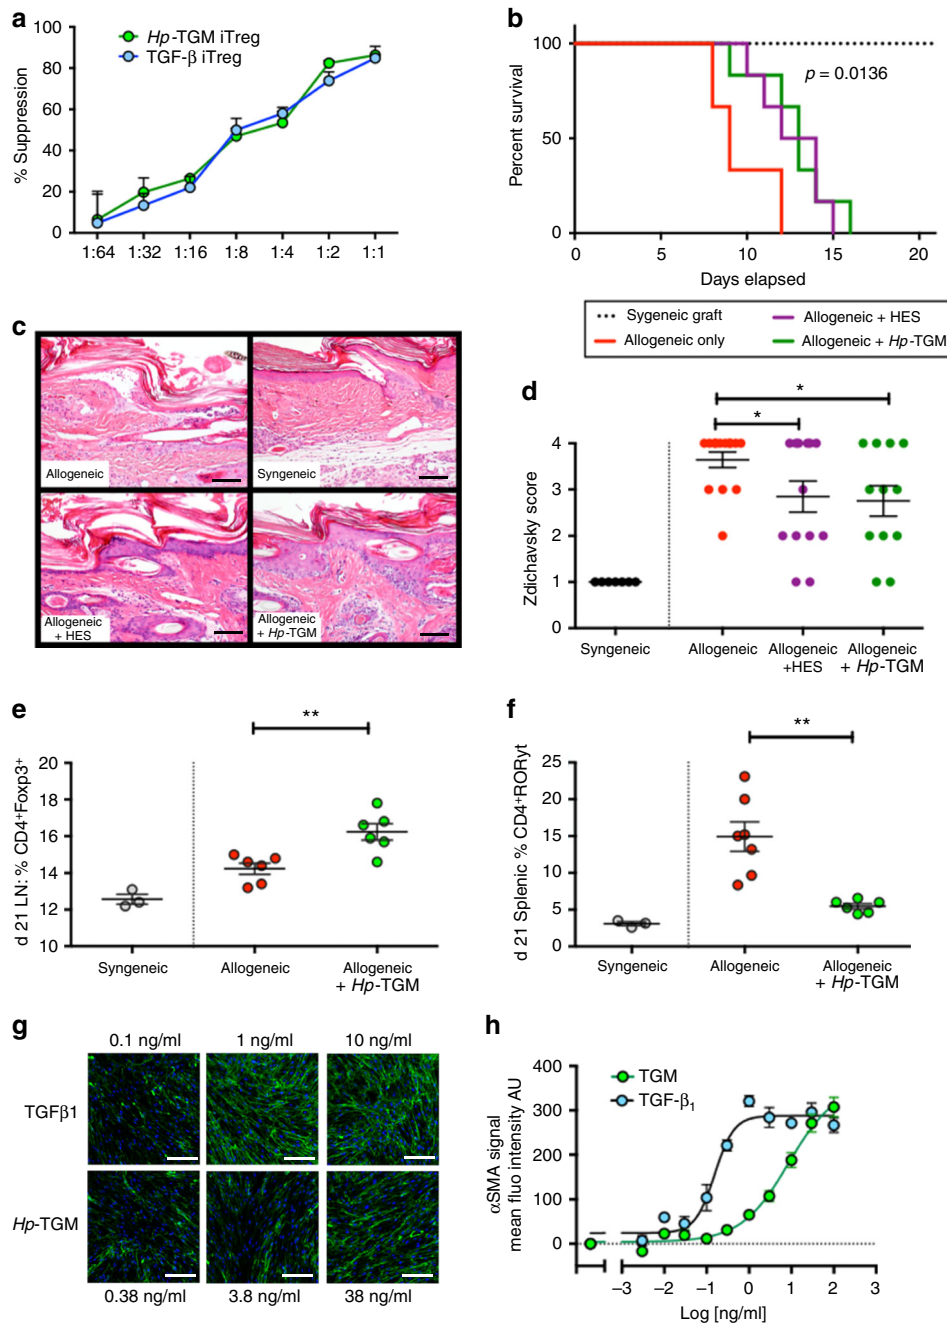 a
100
80
60
40
20
0
% Suppression
Hp-TGM iTreg
TGF-β iTreg
1:64 1:32 1:16 1:8 1:4 1:2 1:1
b
100
50
0
Percent survival
p = 0.0136
0 5 10 15 20
Days elapsed
Sygeneic graft
Allogeneic only
Allogeneic + HES
Allogeneic + Hp-TGM
c
Allogeneic
Syngeneic
Allogeneic
+ HES
Allogeneic
+ Hp-TGM
d
*
*
4
3
2
1
0
Zdichavsky score
Syngeneic
Allogeneic
Allogeneic
+HES
Allogeneic
+ Hp-TGM
e
**
20
18
16
14
12
10
d 21 LN: % CD4+Foxp3+
Syngeneic
Allogeneic
Allogeneic
+ Hp-TGM
f
**
25
20
15
10
5
0
d 21 Splenic % CD4+RORγt
Syngeneic
Allogeneic
Allogeneic
+ Hp-TGM
g
0.1 ng/ml 1 ng/ml 10 ng/ml
TGFβ1
Hp-TGM
0.38 ng/ml 3.8 ng/ml 38 ng/ml
h
400
300
200
100
0
αSMA signal
mean fluo intensity AU
TGM
TGF-β1
−3 −2 −1 0 1 2 3
Log [ng/ml]